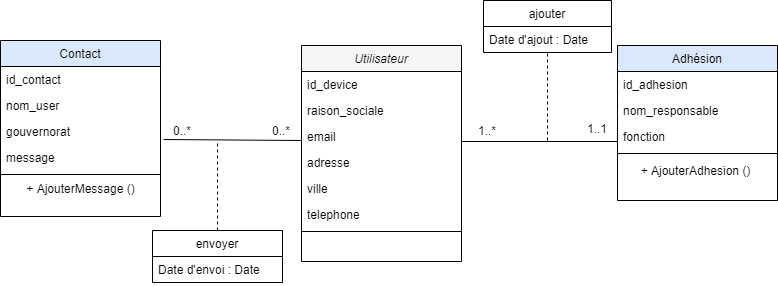 ajouter
Date d'ajout : Date
Contact
id_contact
nom_user
gouvernorat
message
+ AjouterMessage ()
0..*
0..*
Utilisateur
id_device
raison_sociale
email
adresse
ville
telephone
1..*
1..1
Adhésion
id_adhesion
nom_responsable
fonction
+ AjouterAdhesion ()
envoyer
Date d'envoi : Date